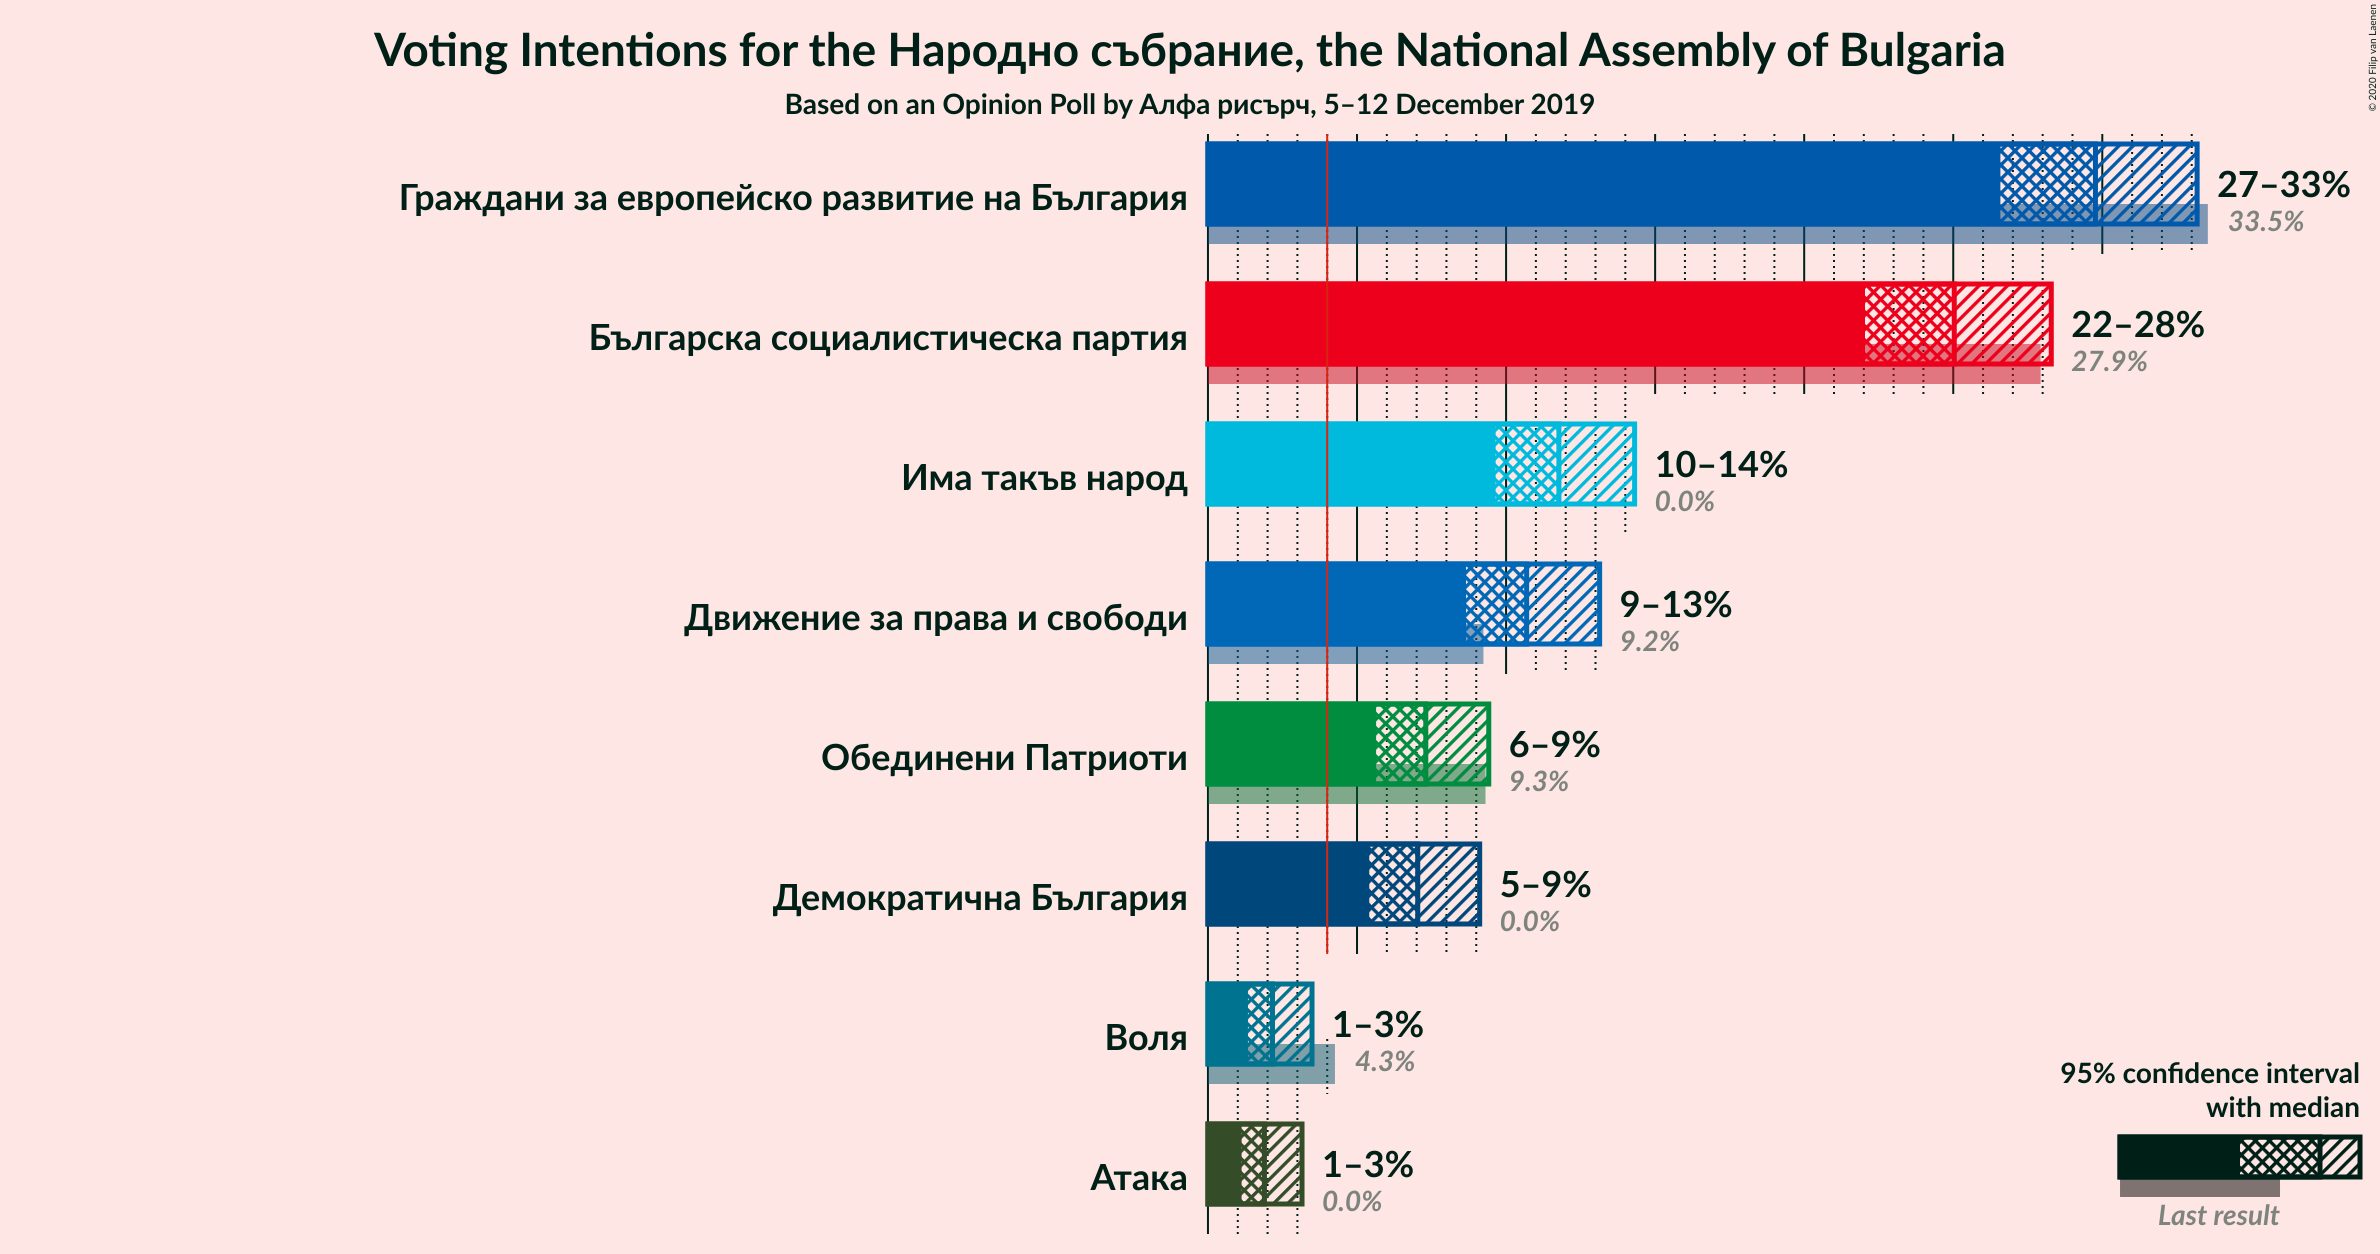 Voting Intentions for the Народно събрание, the National Assembly of Bulgaria
Based on an Opinion Poll by Алфа рисърч, 5–12 December 2019
© 2020 Filip van Laenen
Граждани за европейско развитие на България
27–33%
33.5%
Българска социалистическа партия
22–28%
27.9%
Има такъв народ
10–14%
0.0%
Движение за права и свободи
9–13%
9.2%
Обединени Патриоти
6–9%
9.3%
Демократична България
5–9%
0.0%
Воля
1–3%
4.3%
Атака
1–3%
0.0%
95% confidence interval
with median
Last result